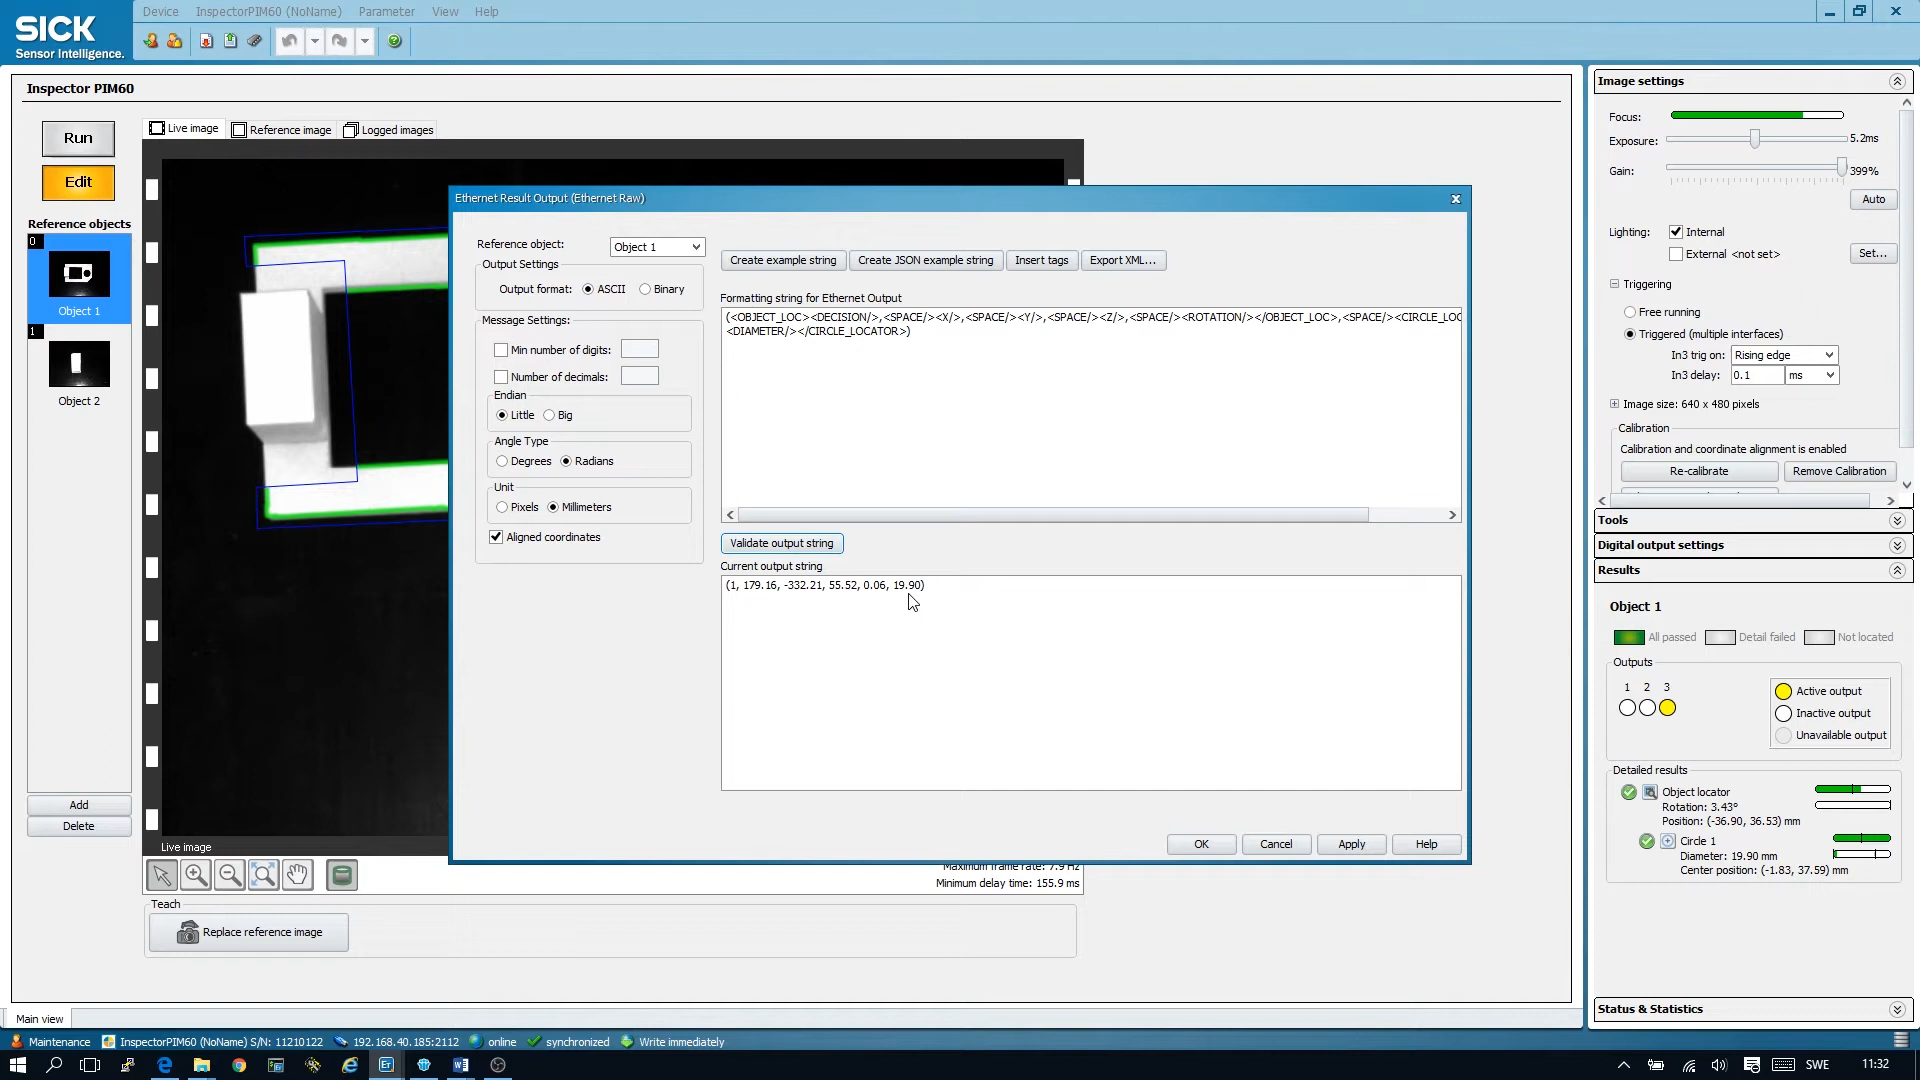 SICK
Sensor Intelligence.
Device InspectorPIM60 (NoName) Parameter View Help
Inspector PIM60
Run
Edit
Reference objects
0
Object 1
1
Object 2
Add
Delete
Live image Reference image Logged images
Live image
Maximum frame rate: 7.9 Hz
Minimum delay time: 155.9 ms
Teach
Replace reference image
Main view
Ethernet Result Output (Ethernet Raw)
Reference object: Object 1
Output Settings
Output format: ASCII Binary
Message Settings:
Min number of digits:
Number of decimals:
Endian
Little Big
Angle Type
Degrees Radians
Unit
Pixels Millimeters
Aligned coordinates
Create example string Create JSON example string Insert tags Export XML...
Formatting string for Ethernet Output
(<OBJECT_LOC><DECISION/>,<SPACE/><X/>,<SPACE/><Y/>,<SPACE/><Z/>,<SPACE/><ROTATION/></OBJECT_LOC>,<SPACE/><CIRCLE_LOC
<DIAMETER/></CIRCLE_LOCATOR>)
Validate output string
Current output string
(1, 179.16, -332.21, 55.52, 0.06, 19.90)
OK Cancel Apply Help
Image settings
Focus:
Exposure: 5.2ms
Gain: 399%
Auto
Lighting: Internal
External <not set> Set...
Triggering
Free running
Triggered (multiple interfaces)
In3 trig on: Rising edge
In3 delay: 0.1 ms
Image size: 640 x 480 pixels
Calibration
Calibration and coordinate alignment is enabled
Re-calibrate Remove Calibration
Tools
Digital output settings
Results
Object 1
All passed Detail failed Not located
Outputs
1 2 3
Active output
Inactive output
Unavailable output
Detailed results
Object locator
Rotation: 3.43°
Position: (-36.90, 36.53) mm
Circle 1
Diameter: 19.90 mm
Center position: (-1.83, 37.59) mm
Status & Statistics
Maintenance InspectorPIM60 (NoName) S/N: 11210122 192.168.40.185:2112 online synchronized Write immediately
SWE 11:32